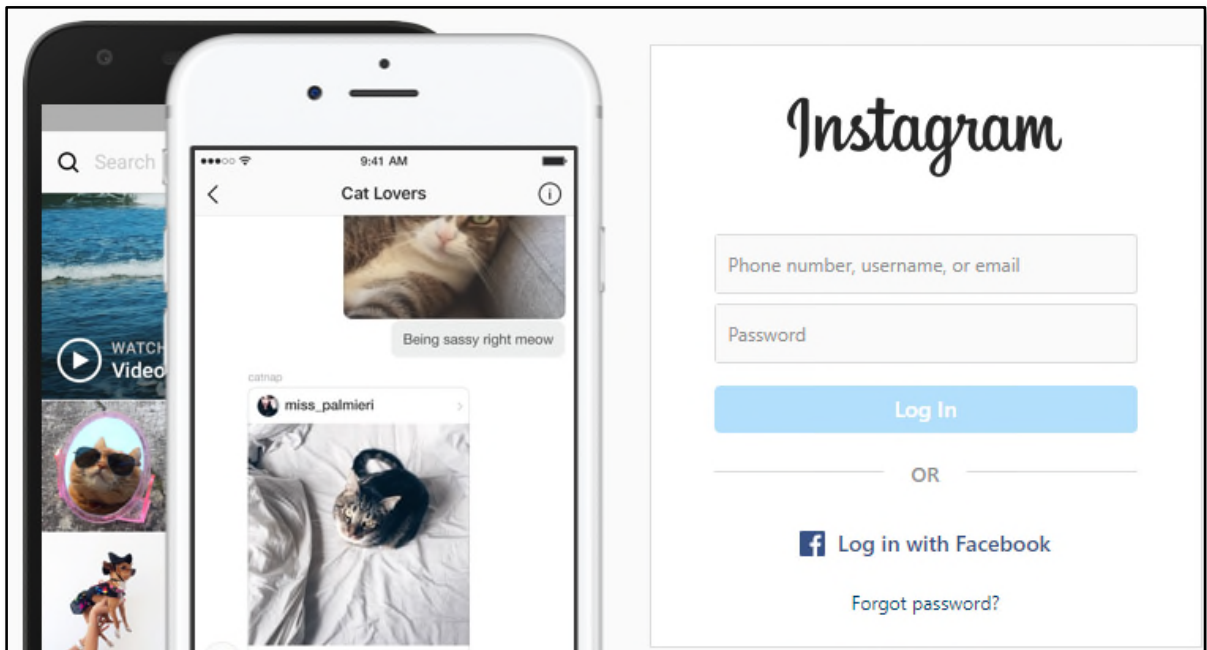 Search
WATCH
Video
9:41 AM
Cat Lovers
Being sassy right meow
catnap
miss_palmieri
Instagram
Phone number, username, or email
Password
Log In
OR
Log in with Facebook
Forgot password?